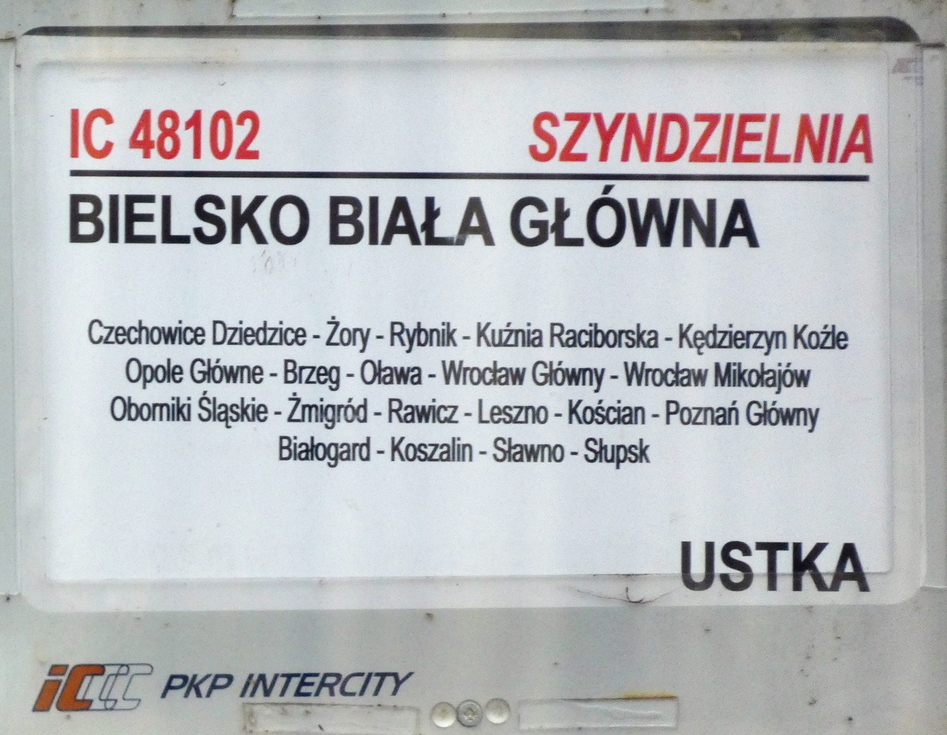 IC 48102 SZYNDZIELNIA
BIELSKO BIAŁA GŁÓWNA
Czechowice Dziedzice - Żory - Rybnik - Kuźnia Raciborska - Kędzierzyn Koźle
Opole Główne - Brzeg - Oława - Wrocław Główny - Wrocław Mikołajów
Oborniki Śląskie - Żmigród - Rawicz - Leszno - Kościan - Poznań Główny
Białogard - Koszalin - Sławno - Słupsk
USTKA
IC PKP INTERCITY